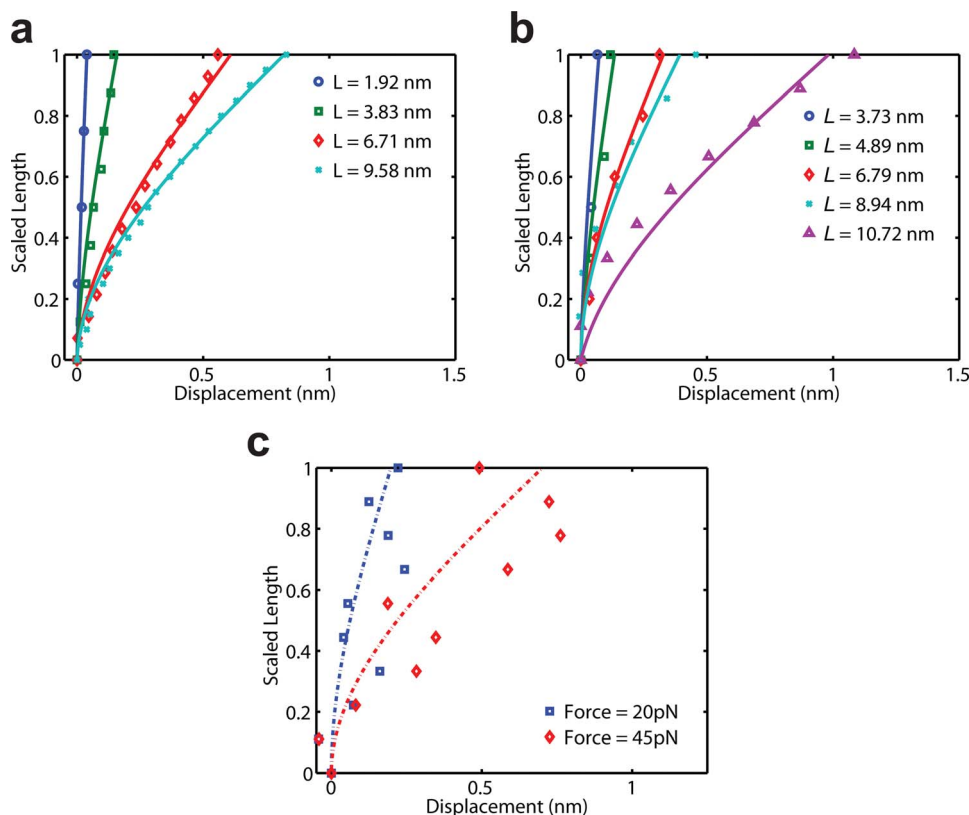 a
1
0.8
0.6
0.4
0.2
0
Scaled Length
0 0.5 1 1.5
Displacement (nm)
L = 1.92 nm
L = 3.83 nm
L = 6.71 nm
L = 9.58 nm
b
1
0.8
0.6
0.4
0.2
0
Scaled Length
0 0.5 1 1.5
Displacement (nm)
L = 3.73 nm
L = 4.89 nm
L = 6.79 nm
L = 8.94 nm
L = 10.72 nm
c
1
0.8
0.6
0.4
0.2
0
Scaled Length
0 0.5 1
Displacement (nm)
Force = 20pN
Force = 45pN